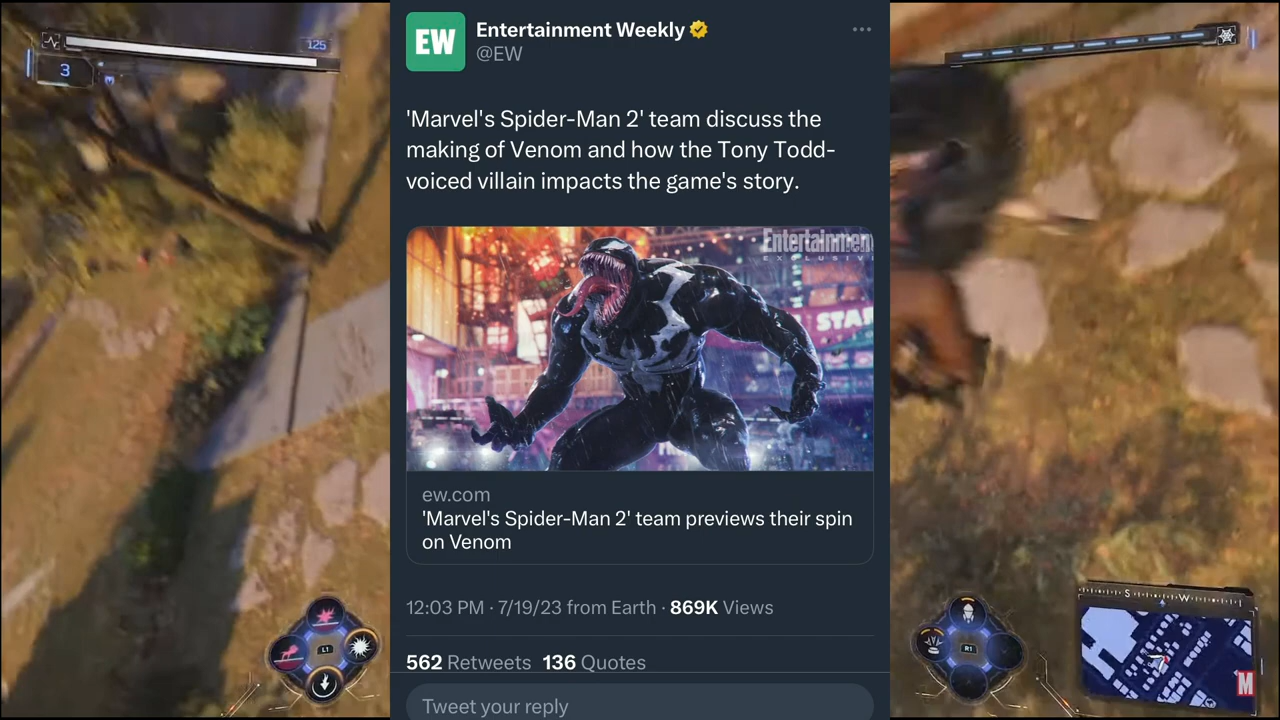 125
3
EW
Entertainment Weekly
@EW
'Marvel's Spider-Man 2' team discuss the
making of Venom and how the Tony Todd-
voiced villain impacts the game's story.
Entertainment
EXCLUSIVE
STAR
ew.com
'Marvel's Spider-Man 2' team previews their spin
on Venom
12:03 PM · 7/19/23 from Earth · 869K Views
562 Retweets 136 Quotes
Tweet your reply
L1
R1
S W
M